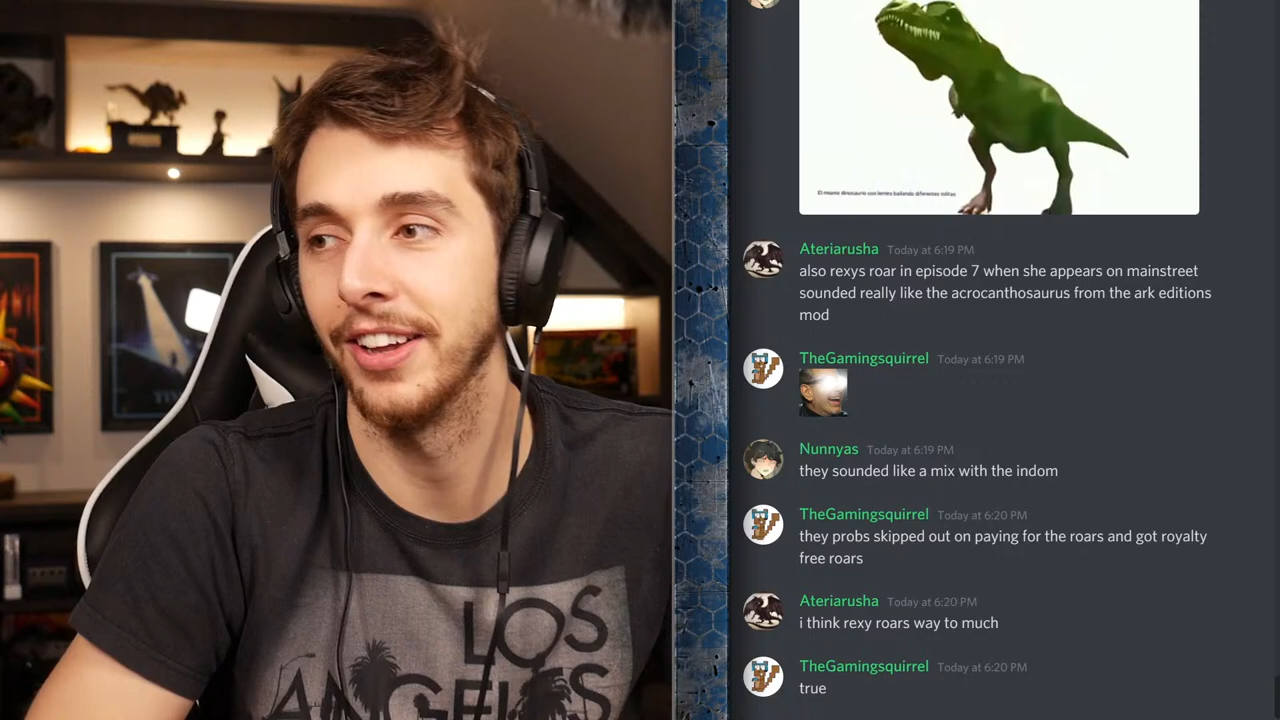 El mismo dinosaurio con lentes bailando diferentes rolitas
Ateriarusha Today at 6:19 PM
also rexys roar in episode 7 when she appears on mainstreet
sounded really like the acrocanthosaurus from the ark editions
mod
TheGamingsquirrel Today at 6:19 PM
Nunnyas Today at 6:19 PM
they sounded like a mix with the indom
TheGamingsquirrel Today at 6:20 PM
they probs skipped out on paying for the roars and got royalty
free roars
Ateriarusha Today at 6:20 PM
i think rexy roars way to much
TheGamingsquirrel Today at 6:20 PM
true
LOS
ANGELES